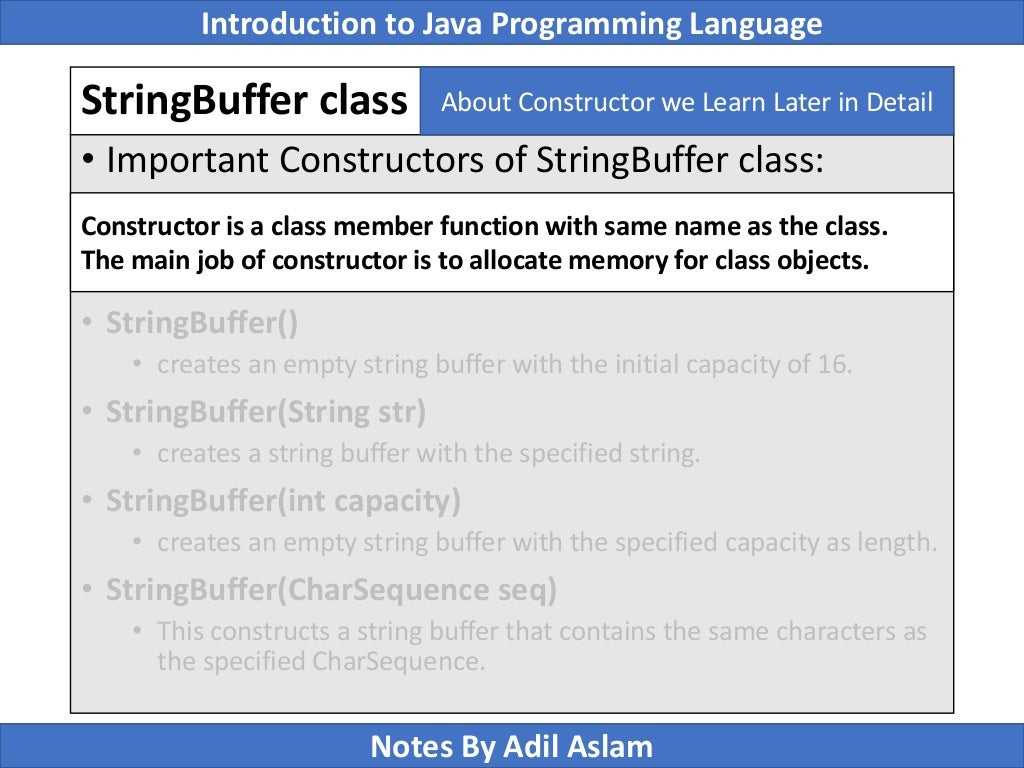 Introduction to Java Programming Language
StringBuffer class
About Constructor we Learn Later in Detail
• Important Constructors of StringBuffer class:
Constructor is a class member function with same name as the class.
The main job of constructor is to allocate memory for class objects.
• StringBuffer()
• creates an empty string buffer with the initial capacity of 16.
• StringBuffer(String str)
• creates a string buffer with the specified string.
• StringBuffer(int capacity)
• creates an empty string buffer with the specified capacity as length.
• StringBuffer(CharSequence seq)
• This constructs a string buffer that contains the same characters as
the specified CharSequence.
Notes By Adil Aslam